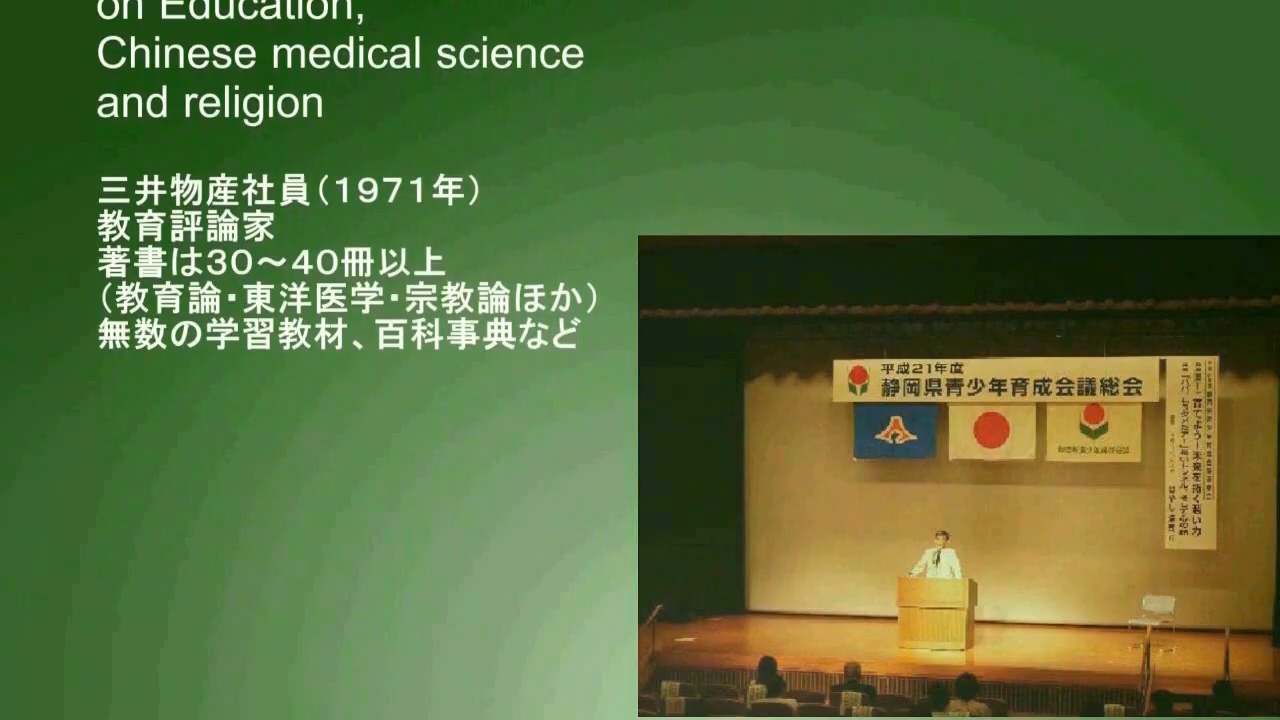 on Education,
Chinese medical science
and religion
三井物産社員(1971年)
教育評論家
著書は30~40冊以上
(教育論・東洋医学・宗教論ほか)
無数の学習教材、百科事典など
平成21年度
静岡県青少年育成会議総会